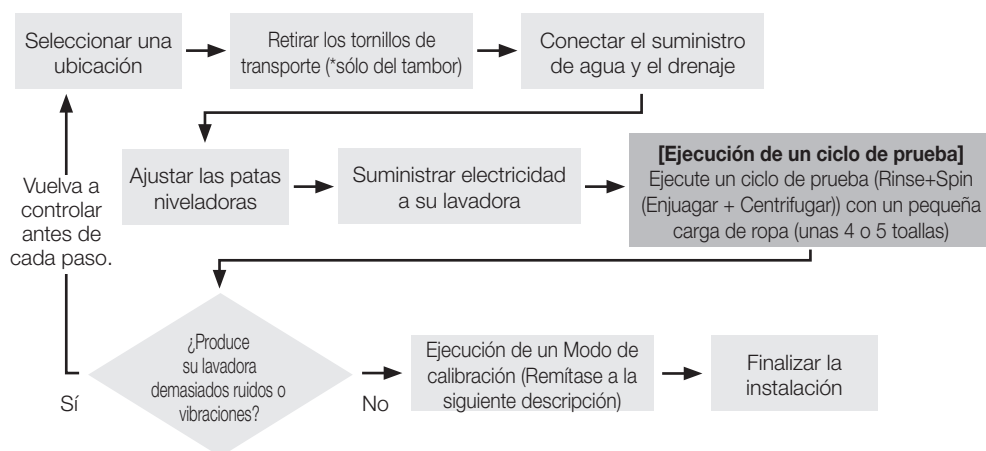 Seleccionar una
ubicación
Retirar los tornillos de
transporte (*sólo del tambor)
Conectar el suministro
de agua y el drenaje
Vuelva a
controlar
antes de
cada paso.
Ajustar las patas
niveladoras
Suministrar electricidad
a su lavadora
[Ejecución de un ciclo de prueba]
Ejecute un ciclo de prueba (Rinse+Spin
(Enjuagar + Centrifugar)) con un pequeña
carga de ropa (unas 4 o 5 toallas)
¿Produce
su lavadora
demasiados ruidos o
vibraciones?
Sí
No
Ejecución de un Modo de
calibración (Remítase a la
siguiente descripción)
Finalizar la
instalación